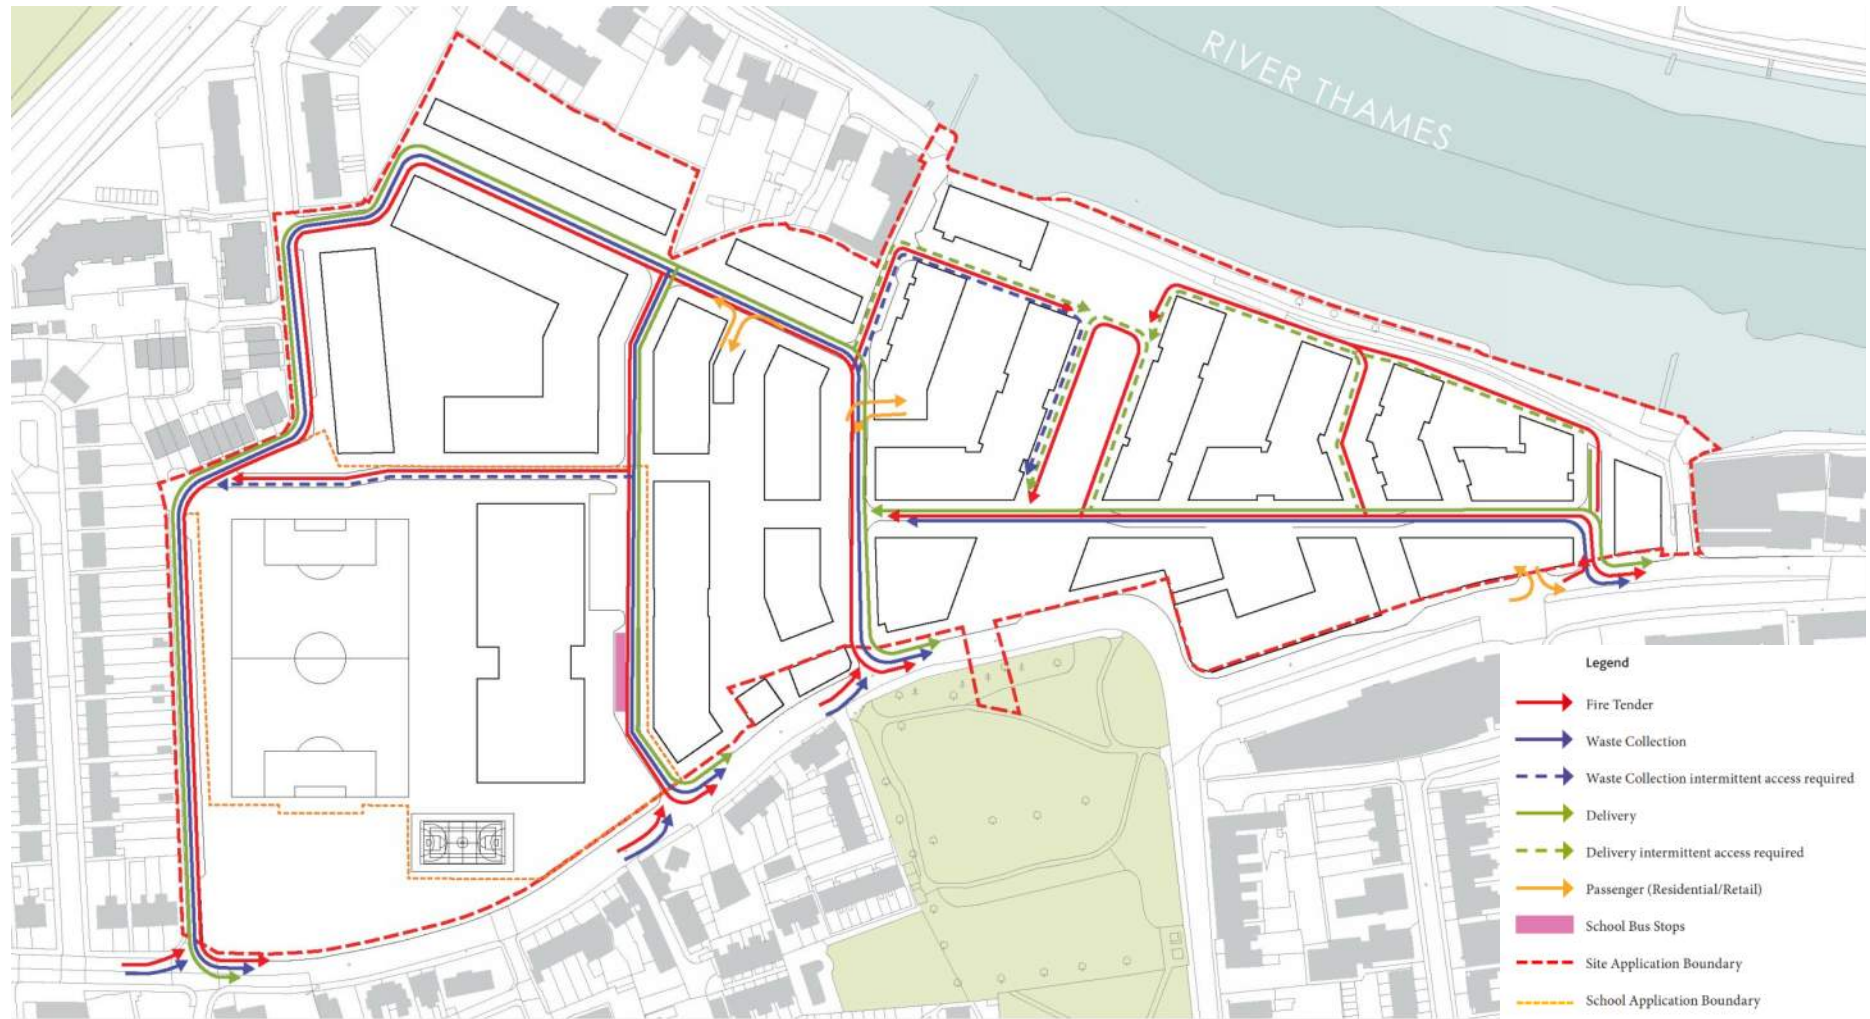 RIVER THAMES
Legend
Fire Tender
Waste Collection
Waste Collection intermittent access required
Delivery
Delivery intermittent access required
Passenger (Residential/Retail)
School Bus Stops
Site Application Boundary
School Application Boundary